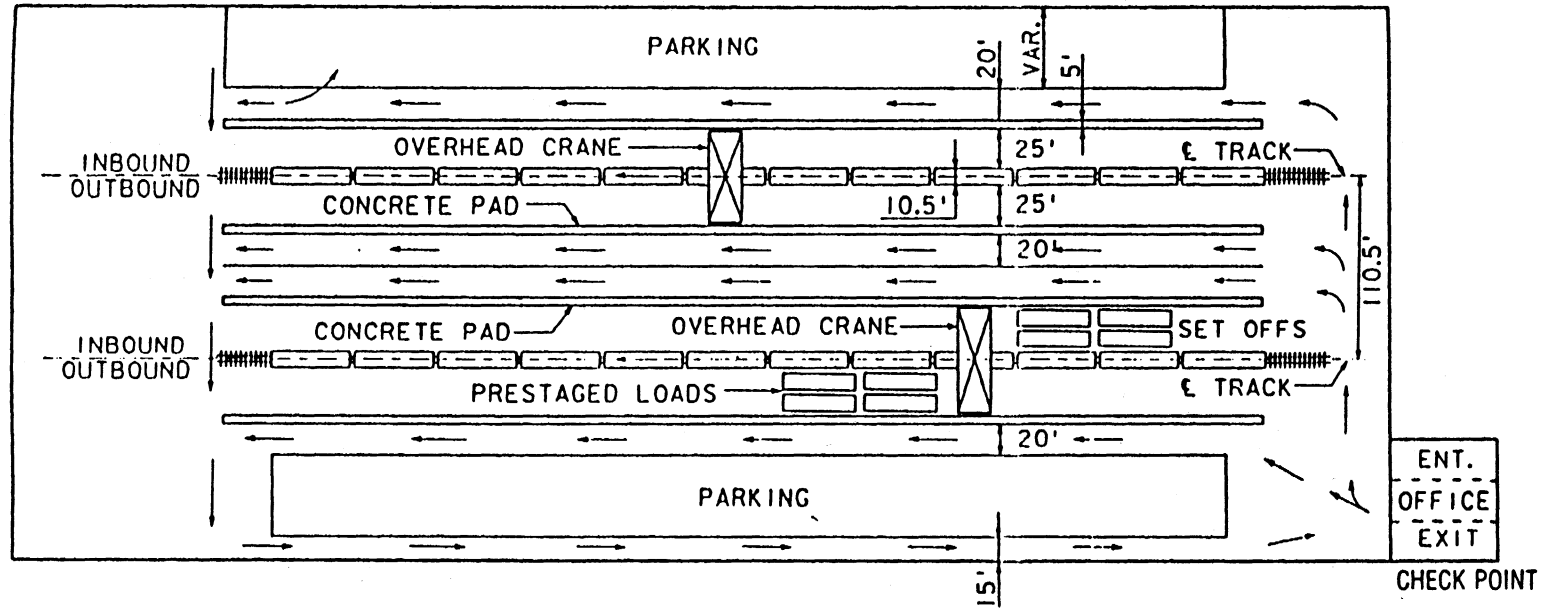 PARKING
20'
VAR.
5'
OVERHEAD CRANE
25'
℄ TRACK
INBOUND
OUTBOUND
CONCRETE PAD
10.5'
25'
20'
110.5'
CONCRETE PAD
OVERHEAD CRANE
SET OFFS
INBOUND
OUTBOUND
PRESTAGED LOADS
℄ TRACK
20'
PARKING
ENT.
OFFICE
EXIT
CHECK POINT
15'